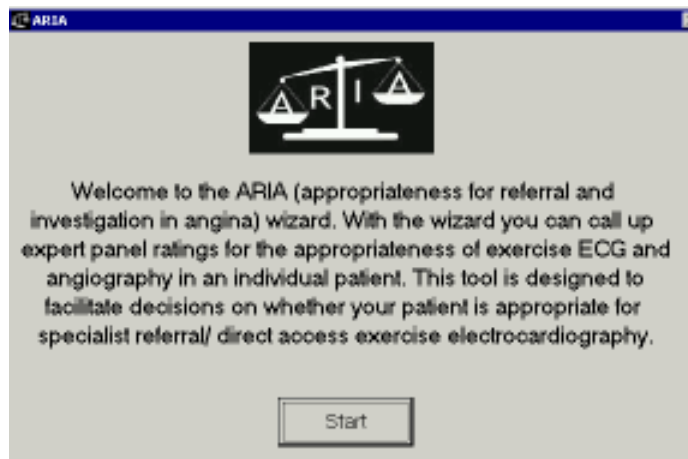 ARIA
A R I A
Welcome to the ARIA (appropriateness for referral and
investigation in angina) wizard. With the wizard you can call up
expert panel ratings for the appropriateness of exercise ECG and
angiography in an individual patient. This tool is designed to
facilitate decisions on whether your patient is appropriate for
specialist referral/ direct access exercise electrocardiography.
Start